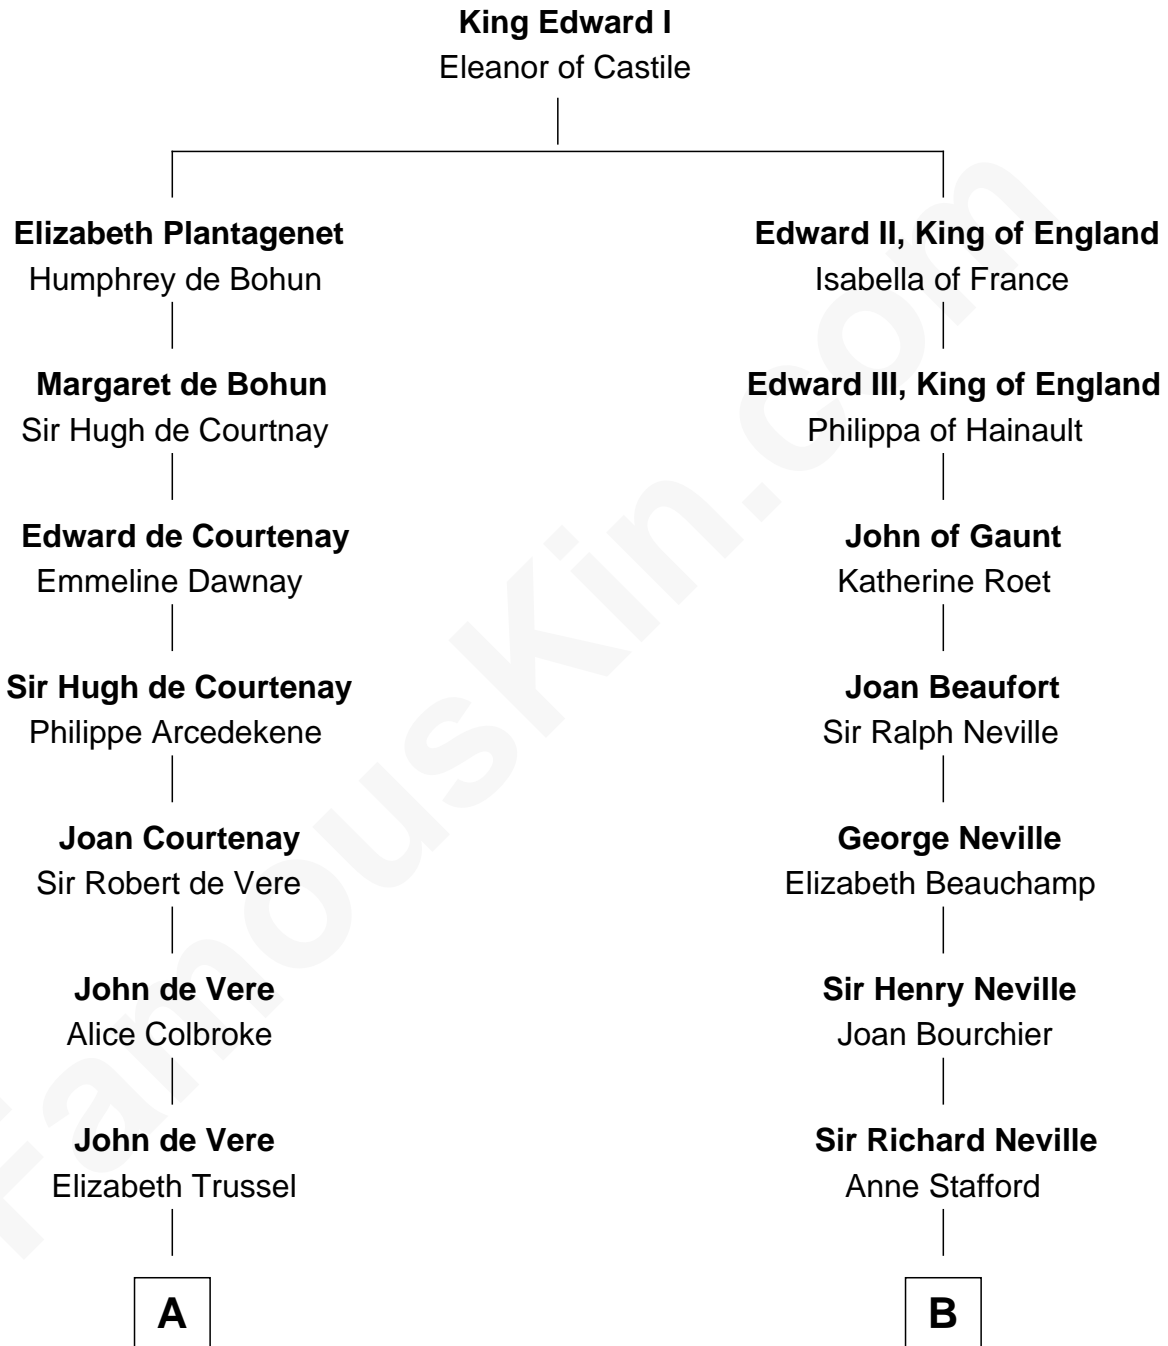 King Edward I
Eleanor of Castile
Elizabeth Plantagenet
Humphrey de Bohun
Margaret de Bohun
Sir Hugh de Courtnay
Edward de Courtenay
Emmeline Dawnay
Sir Hugh de Courtenay
Philippe Arcedekene
Joan Courtenay
Sir Robert de Vere
John de Vere
Alice Colbroke
John de Vere
Elizabeth Trussel
A
Edward II, King of England
Isabella of France
Edward III, King of England
Philippa of Hainault
John of Gaunt
Katherine Roet
Joan Beaufort
Sir Ralph Neville
George Neville
Elizabeth Beauchamp
Sir Henry Neville
Joan Bourchier
Sir Richard Neville
Anne Stafford
B
FamousKin.com